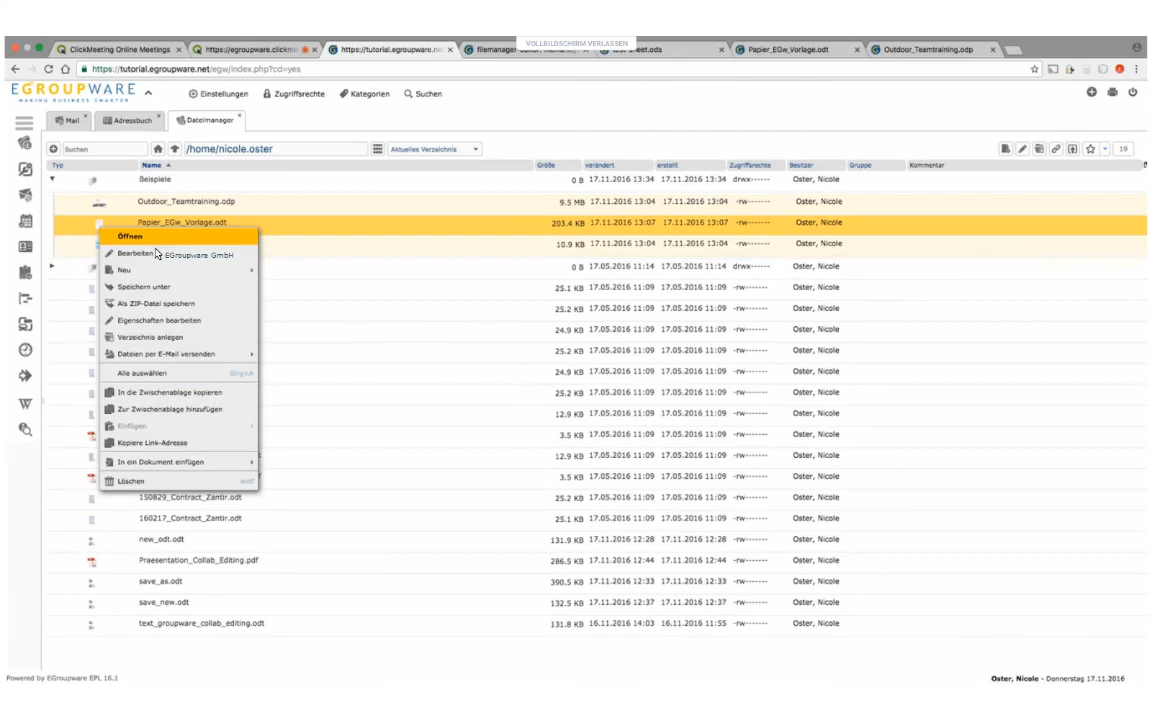 VOLLBILDSCHIRM VERLASSEN
ClickMeeting Online Meetings × https://egroupware.clickme × https://tutorial.egroupware.ne × filemanager-editor: filemana sheet.ods × Papier_EGw_Vorlage.odt × Outdoor_Teamtraining.odp ×
https://tutorial.egroupware.net/egw/index.php?cd=yes
EGROUPWARE
MAKING BUSINESS SMARTER
Einstellungen Zugriffsrechte Kategorien Suchen
Mail × Adressbuch × Dateimanager ×
Suchen /home/nicole.oster Aktuelles Verzeichnis 19
Typ Name Größe verändert erstellt Zugriffsrechte Besitzer Gruppe Kommentar
Beispiele 0 B 17.11.2016 13:34 17.11.2016 13:34 drwx------ Oster, Nicole
Outdoor_Teamtraining.odp 9.5 MB 17.11.2016 13:04 17.11.2016 13:04 -rw------- Oster, Nicole
Papier_EGw_Vorlage.odt 203.4 KB 17.11.2016 13:07 17.11.2016 13:07 -rw------- Oster, Nicole
Öffnen
10.9 KB 17.11.2016 13:04 17.11.2016 13:04 -rw------- Oster, Nicole
Bearbeiten EGroupware GmbH
Neu 0 B 17.05.2016 11:14 17.05.2016 11:14 drwx------ Oster, Nicole
Speichern unter 25.1 KB 17.05.2016 11:09 17.05.2016 11:09 -rw------- Oster, Nicole
Als ZIP-Datei speichern 25.2 KB 17.05.2016 11:09 17.05.2016 11:09 -rw------- Oster, Nicole
Eigenschaften bearbeiten 24.9 KB 17.05.2016 11:09 17.05.2016 11:09 -rw------- Oster, Nicole
Verzeichnis anlegen
Dateien per E-Mail versenden 25.2 KB 17.05.2016 11:09 17.05.2016 11:09 -rw------- Oster, Nicole
Alle auswählen Strg+A 24.9 KB 17.05.2016 11:09 17.05.2016 11:09 -rw------- Oster, Nicole
In die Zwischenablage kopieren 25.2 KB 17.05.2016 11:09 17.05.2016 11:09 -rw------- Oster, Nicole
Zur Zwischenablage hinzufügen 12.9 KB 17.05.2016 11:09 17.05.2016 11:09 -rw------- Oster, Nicole
Einfügen
3.5 KB 17.05.2016 11:09 17.05.2016 11:09 -rw------- Oster, Nicole
Kopiere Link-Adresse
12.9 KB 17.05.2016 11:09 17.05.2016 11:09 -rw------- Oster, Nicole
In ein Dokument einfügen
3.5 KB 17.05.2016 11:09 17.05.2016 11:09 -rw------- Oster, Nicole
Löschen entf
150829_Contract_Zantir.odt 25.2 KB 17.05.2016 11:09 17.05.2016 11:09 -rw------- Oster, Nicole
160217_Contract_Zantir.odt 25.1 KB 17.05.2016 11:09 17.05.2016 11:09 -rw------- Oster, Nicole
new_odt.odt 131.9 KB 17.11.2016 12:28 17.11.2016 12:28 -rw------- Oster, Nicole
Praesentation_Collab_Editing.pdf 286.5 KB 17.11.2016 12:44 17.11.2016 12:44 -rw------- Oster, Nicole
save_as.odt 390.5 KB 17.11.2016 12:33 17.11.2016 12:33 -rw------- Oster, Nicole
save_new.odt 132.5 KB 17.11.2016 12:37 17.11.2016 12:37 -rw------- Oster, Nicole
text_groupware_collab_editing.odt 131.8 KB 16.11.2016 14:03 16.11.2016 11:55 -rw------- Oster, Nicole
Powered by EGroupware EPL 16.1 Oster, Nicole - Donnerstag 17.11.2016